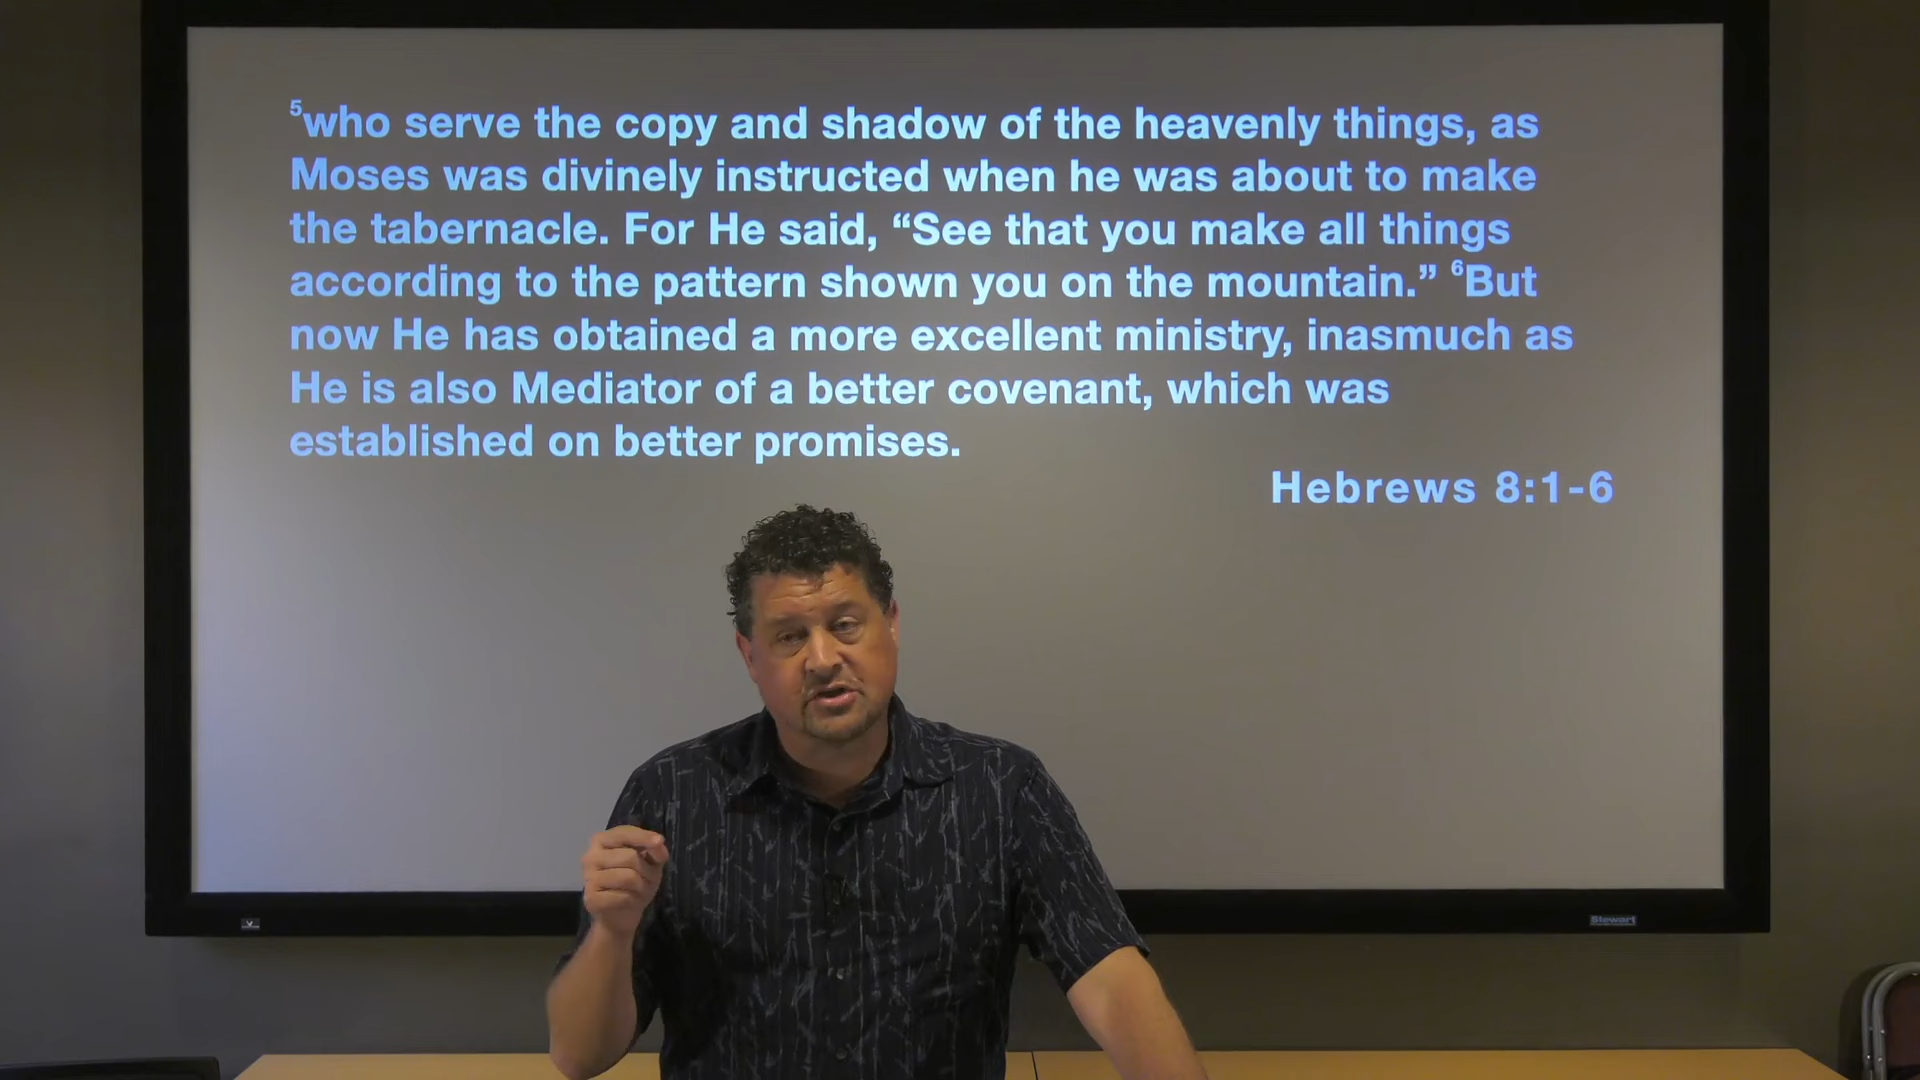 ⁵who serve the copy and shadow of the heavenly things, as
Moses was divinely instructed when he was about to make
the tabernacle. For He said, “See that you make all things
according to the pattern shown you on the mountain.” ⁶But
now He has obtained a more excellent ministry, inasmuch as
He is also Mediator of a better covenant, which was
established on better promises.
Hebrews 8:1-6
Stewart